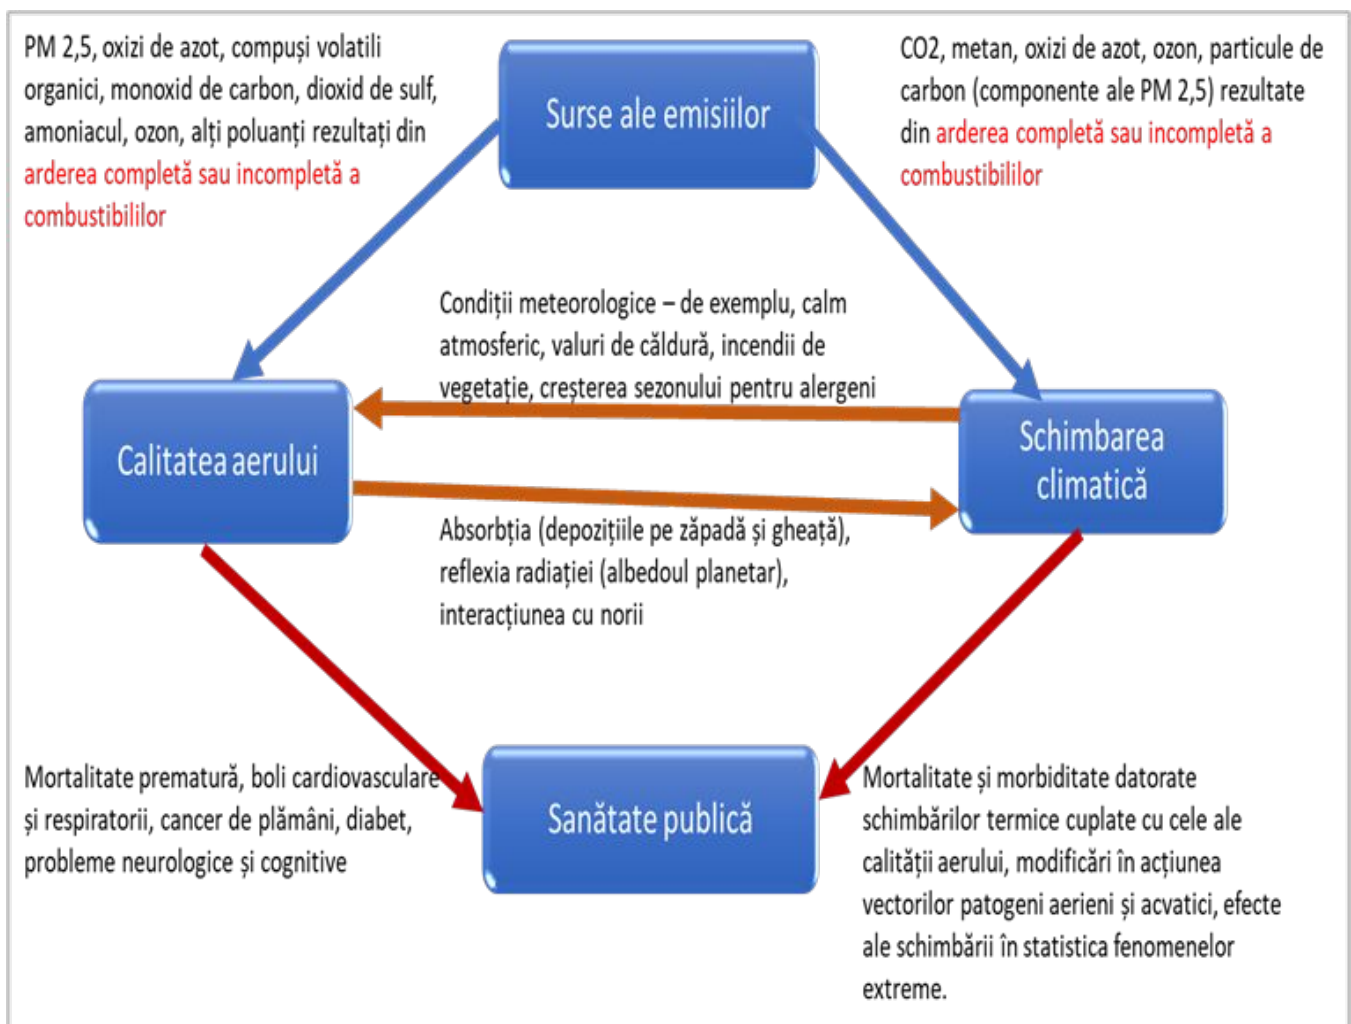 PM 2,5, oxizi de azot, compuși volatili
organici, monoxid de carbon, dioxid de sulf,
amoniacul, ozon, alți poluanți rezultați din
arderea completă sau incompletă a
combustibililor
Surse ale emisiilor
CO2, metan, oxizi de azot, ozon, particule de
carbon (componente ale PM 2,5) rezultate
din arderea completă sau incompletă a
combustibililor
Condiții meteorologice – de exemplu, calm
atmosferic, valuri de căldură, incendii de
vegetație, creșterea sezonului pentru alergeni
Calitatea aerului
Schimbarea
climatică
Absorbția (depozițiile pe zăpadă și gheață),
reflexia radiației (albedoul planetar),
interacțiunea cu norii
Mortalitate prematură, boli cardiovasculare
și respiratorii, cancer de plămâni, diabet,
probleme neurologice și cognitive
Sanătate publică
Mortalitate și morbiditate datorate
schimbărilor termice cuplate cu cele ale
calității aerului, modificări în acțiunea
vectorilor patogeni aerieni și acvatici, efecte
ale schimbării în statistica fenomenelor
extreme.